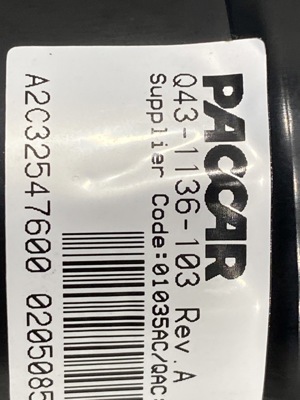 PACCAR
Q43-1136-103 Rev.A
Supplier Code:01035AC/QAC
A2C32547600 0205085